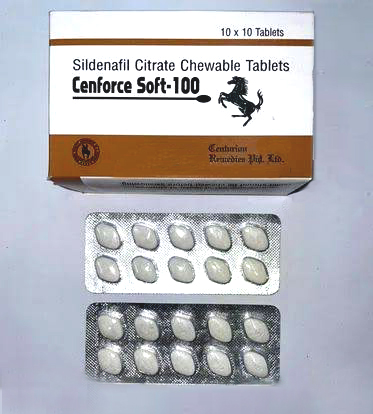 10 x 10 Tablets
Sildenafil Citrate Chewable Tablets
Cenforce Soft-100
Centurion
Remedies Pvt. Ltd.